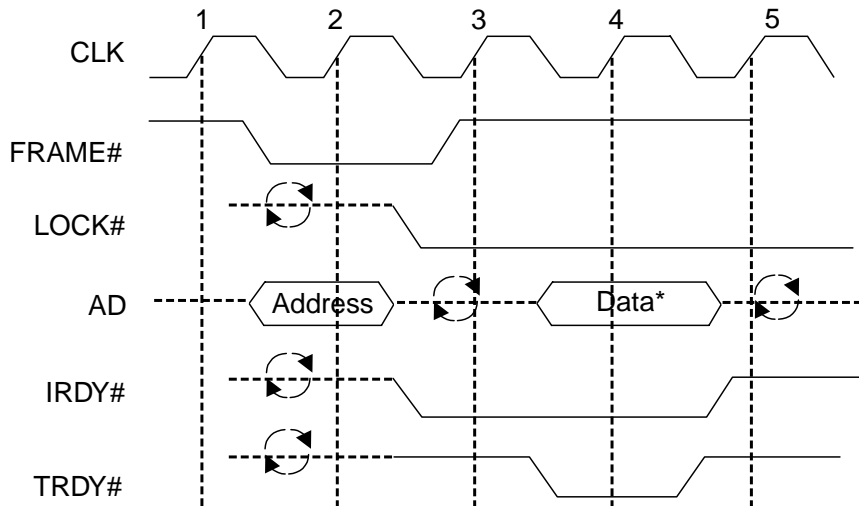 1 2 3 4 5
CLK
FRAME#
LOCK#
AD Address Data*
IRDY#
TRDY#